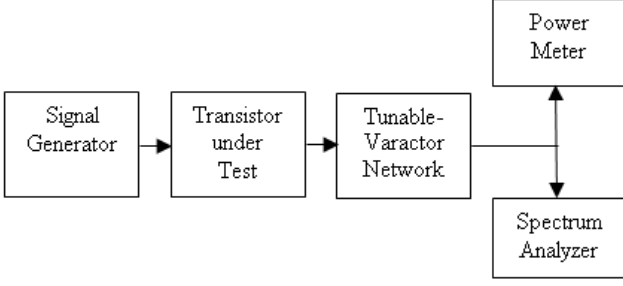 Power
Meter
Signal
Generator
Transistor
under
Test
Tunable-
Varactor
Network
Spectrum
Analyzer